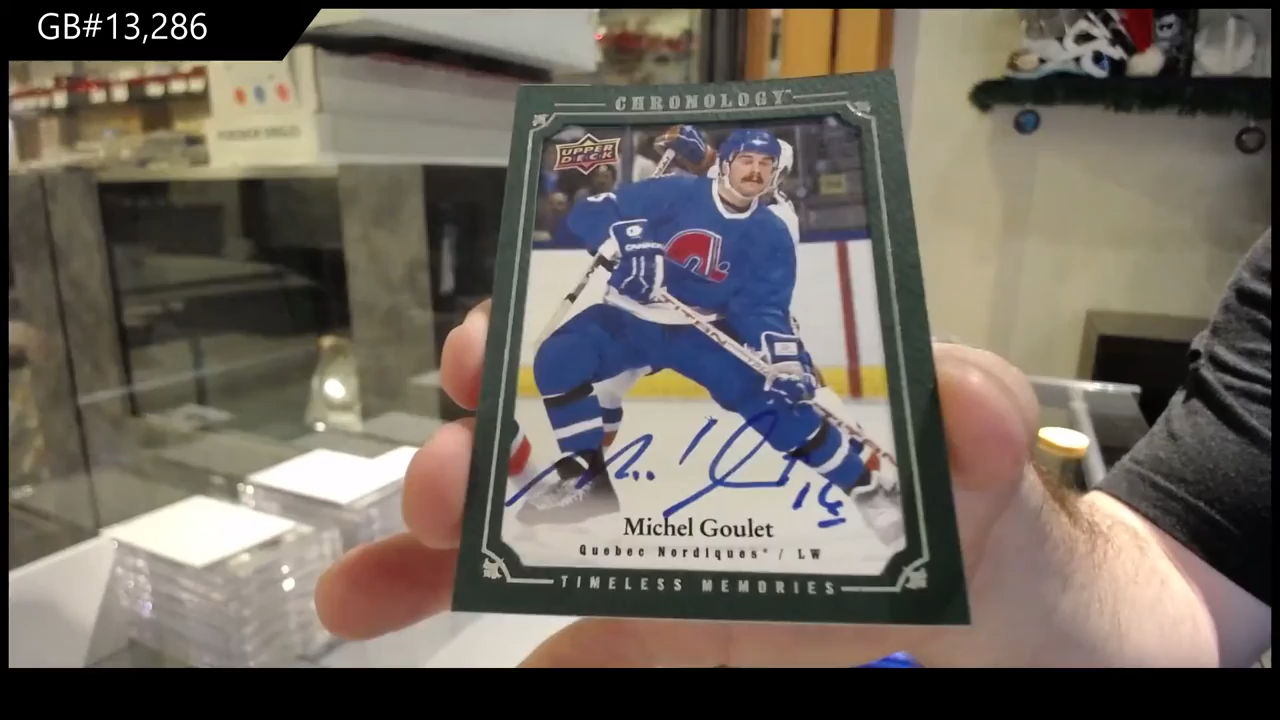 GB#13,286
CHRONOLOGY
UPPER
DECK
Michel Goulet
Quebec Nordiques / LW
TIMELESS MEMORIES